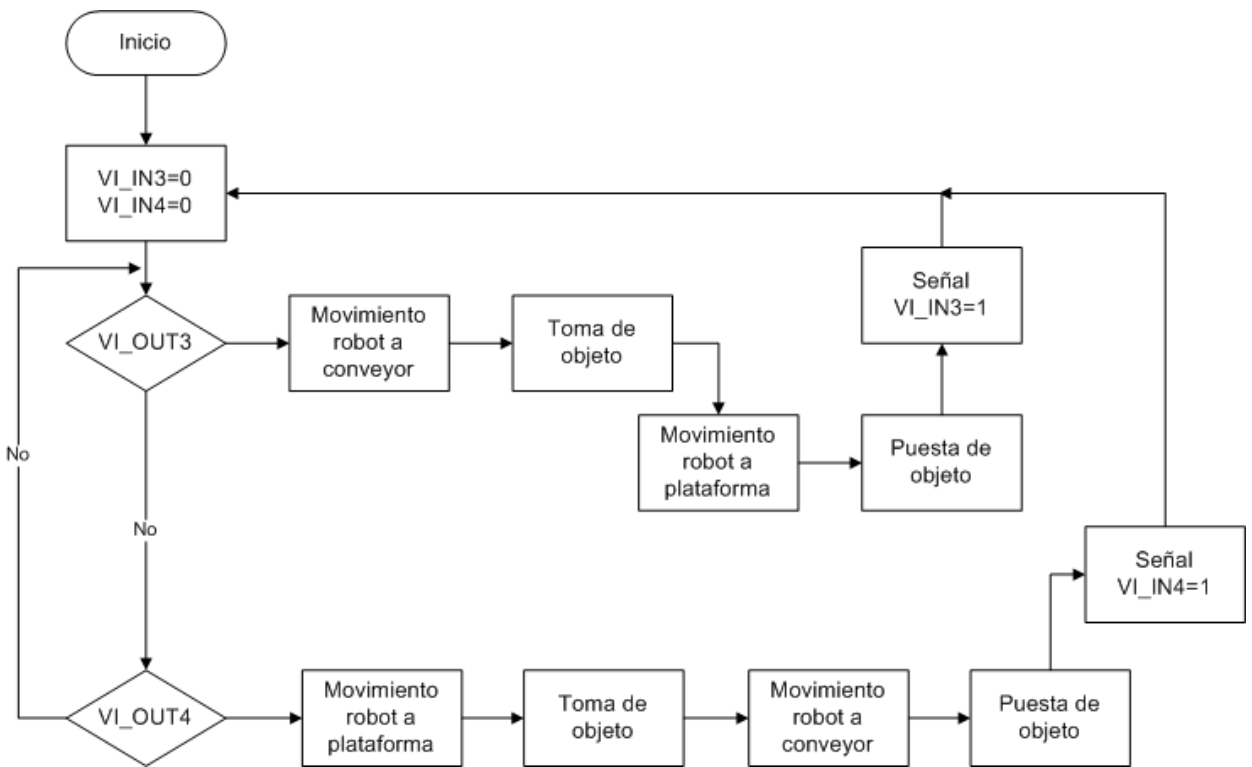 Inicio
VI_IN3=0
VI_IN4=0
VI_OUT3
Movimiento
robot a
conveyor
Toma de
objeto
Movimiento
robot a
plataforma
Puesta de
objeto
Señal
VI_IN3=1
No
No
VI_OUT4
Movimiento
robot a
plataforma
Toma de
objeto
Movimiento
robot a
conveyor
Puesta de
objeto
Señal
VI_IN4=1